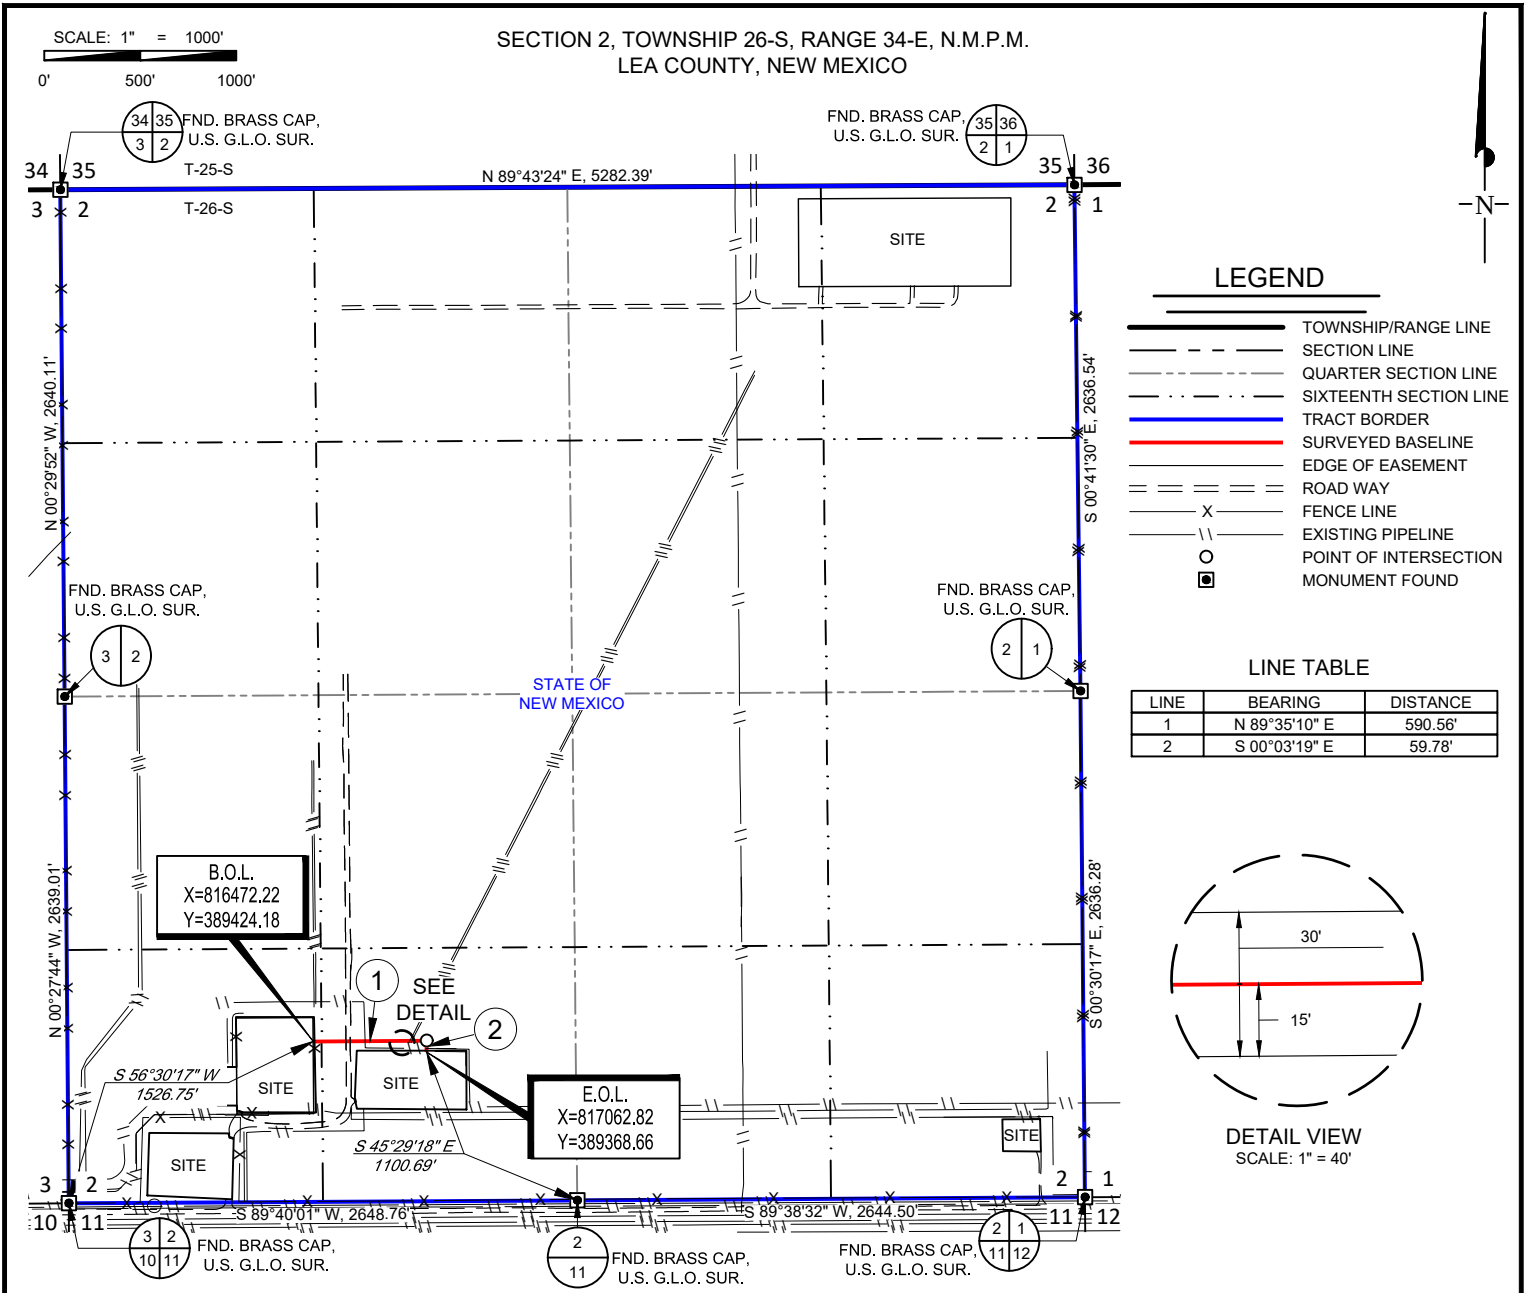 SCALE: 1" = 1000'
0' 500' 1000'
SECTION 2, TOWNSHIP 26-S, RANGE 34-E, N.M.P.M.
LEA COUNTY, NEW MEXICO
34 35
3 2
FND. BRASS CAP,
U.S. G.L.O. SUR.
FND. BRASS CAP,
U.S. G.L.O. SUR.
35 36
2 1
34 35
T-25-S
N 89°43'24" E, 5282.39'
35 36
3 2
T-26-S
2 1
N
SITE
LEGEND
TOWNSHIP/RANGE LINE
SECTION LINE
QUARTER SECTION LINE
SIXTEENTH SECTION LINE
TRACT BORDER
SURVEYED BASELINE
EDGE OF EASEMENT
ROAD WAY
X FENCE LINE
\\ EXISTING PIPELINE
POINT OF INTERSECTION
MONUMENT FOUND
N 00°29'52" W, 2640.11'
S 00°41'30" E, 2636.54'
FND. BRASS CAP,
U.S. G.L.O. SUR.
3 2
FND. BRASS CAP,
U.S. G.L.O. SUR.
2 1
STATE OF
NEW MEXICO
LINE TABLE
LINE BEARING DISTANCE
1 N 89°35'10" E 590.56'
2 S 00°03'19" E 59.78'
N 00°27'44" W, 2639.01'
S 00°30'17" E, 2636.28'
B.O.L.
X=816472.22
Y=389424.18
1
SEE
DETAIL
2
30'
15'
DETAIL VIEW
SCALE: 1" = 40'
S 56°30'17" W
1526.75'
SITE
SITE
E.O.L.
X=817062.82
Y=389368.66
S 45°29'18" E
1100.69'
SITE
SITE
3 2
10 11
S 89°40'01" W, 2648.76'
S 89°38'32" W, 2644.50'
2 1
11 12
3 2
10 11
FND. BRASS CAP,
U.S. G.L.O. SUR.
2
11
FND. BRASS CAP,
U.S. G.L.O. SUR.
FND. BRASS CAP,
U.S. G.L.O. SUR.
2 1
11 12